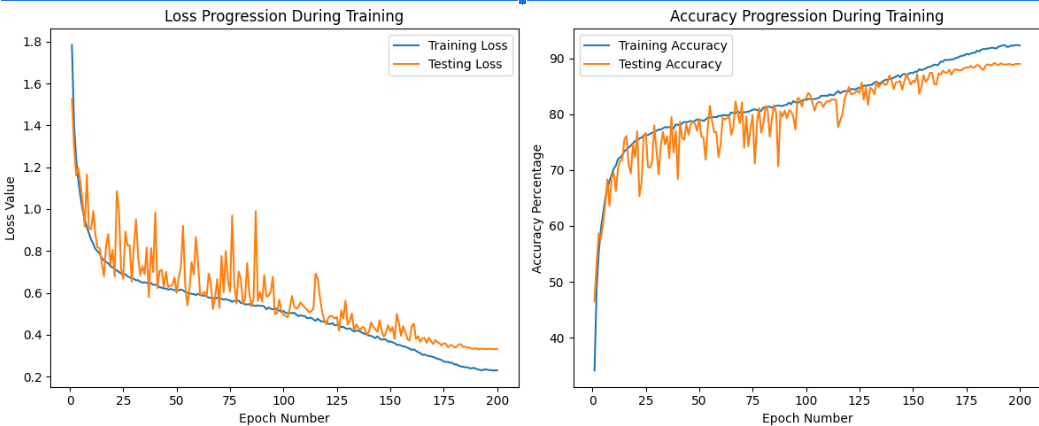 Loss Progression During Training
Training Loss
Testing Loss
Loss Value
1.8
1.6
1.4
1.2
1.0
0.8
0.6
0.4
0.2
0 25 50 75 100 125 150 175 200
Epoch Number
Accuracy Progression During Training
Training Accuracy
Testing Accuracy
Accuracy Percentage
90
80
70
60
50
40
0 25 50 75 100 125 150 175 200
Epoch Number